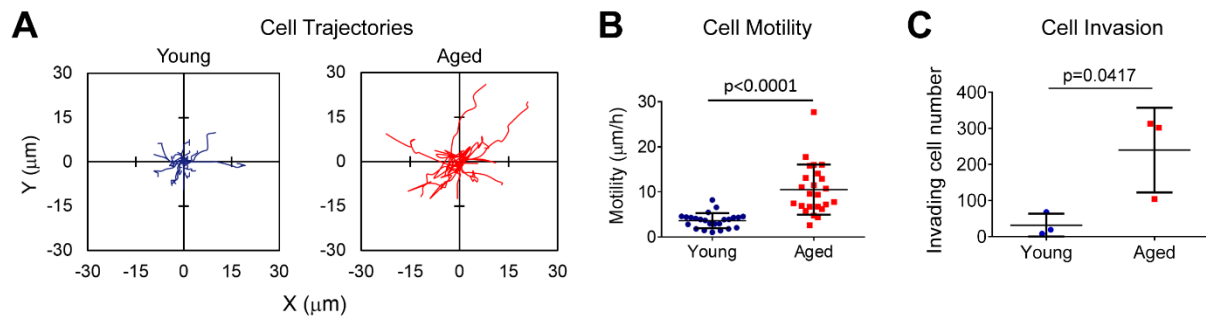 A
Cell Trajectories
Young
Aged
30
15
0
-15
-30
Y (μm)
-30
-15
0
15
30
30
15
0
-15
-30
-30
-15
0
15
30
X (μm)
B
Cell Motility
p<0.0001
30
20
10
0
Motility (μm/h)
Young
Aged
C
Cell Invasion
p=0.0417
400
300
200
100
0
Invading cell number
Young
Aged